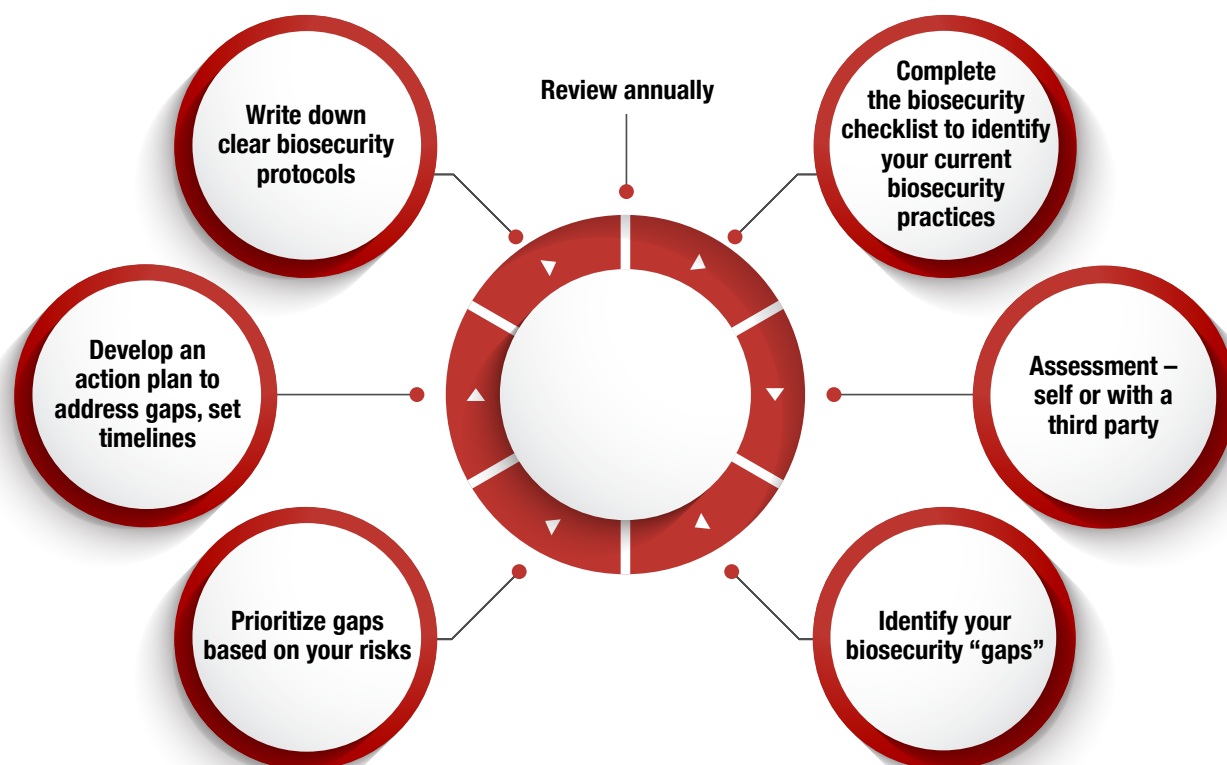 Review annually
Complete
the biosecurity
checklist to identify
your current
biosecurity
practices
Assessment –
self or with a
third party
Identify your
biosecurity “gaps”
Prioritize gaps
based on your risks
Develop an
action plan to
address gaps, set
timelines
Write down
clear biosecurity
protocols